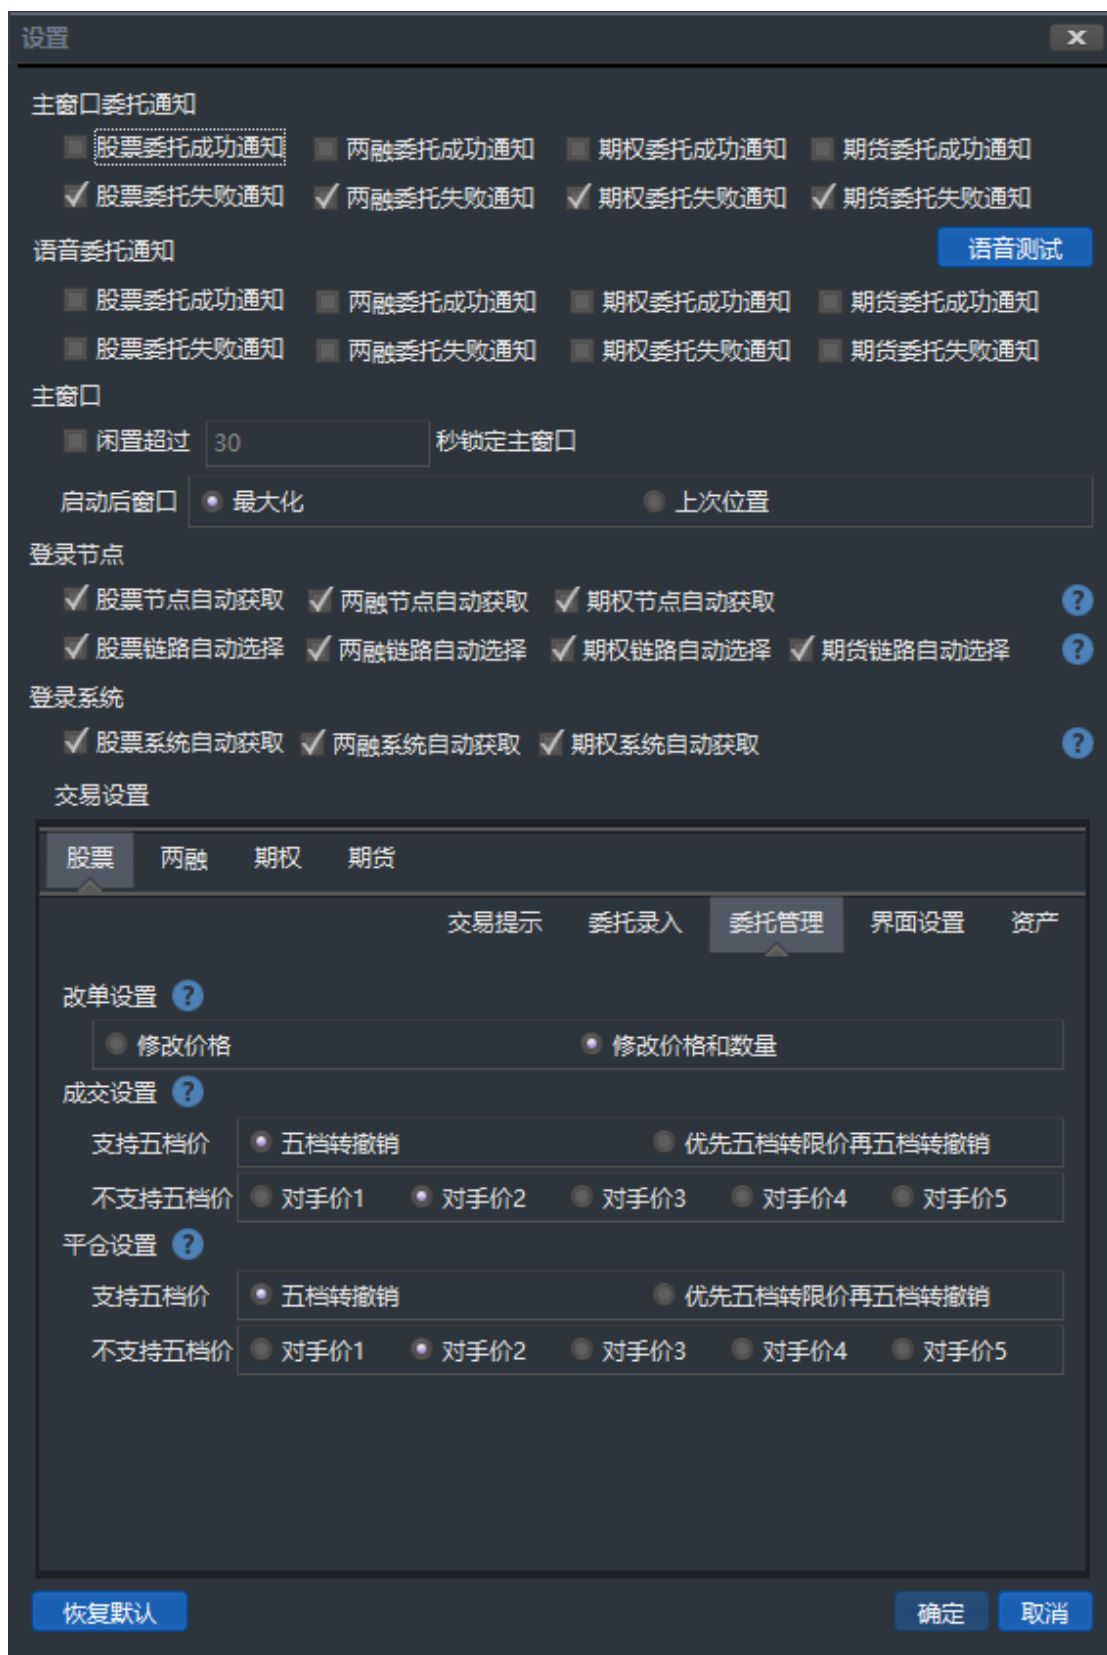 设置
主窗口委托通知
股票委托成功通知 两融委托成功通知 期权委托成功通知 期货委托成功通知
股票委托失败通知 两融委托失败通知 期权委托失败通知 期货委托失败通知
语音委托通知 语音测试
股票委托成功通知 两融委托成功通知 期权委托成功通知 期货委托成功通知
股票委托失败通知 两融委托失败通知 期权委托失败通知 期货委托失败通知
主窗口
闲置超过 30 秒锁定主窗口
启动后窗口 最大化 上次位置
登录节点
股票节点自动获取 两融节点自动获取 期权节点自动获取 ?
股票链路自动选择 两融链路自动选择 期权链路自动选择 期货链路自动选择 ?
登录系统
股票系统自动获取 两融系统自动获取 期权系统自动获取 ?
交易设置
股票 两融 期权 期货
交易提示 委托录入 委托管理 界面设置 资产
改单设置 ?
修改价格 修改价格和数量
成交设置 ?
支持五档价 五档转撤销 优先五档转限价再五档转撤销
不支持五档价 对手价1 对手价2 对手价3 对手价4 对手价5
平仓设置 ?
支持五档价 五档转撤销 优先五档转限价再五档转撤销
不支持五档价 对手价1 对手价2 对手价3 对手价4 对手价5
恢复默认 确定 取消